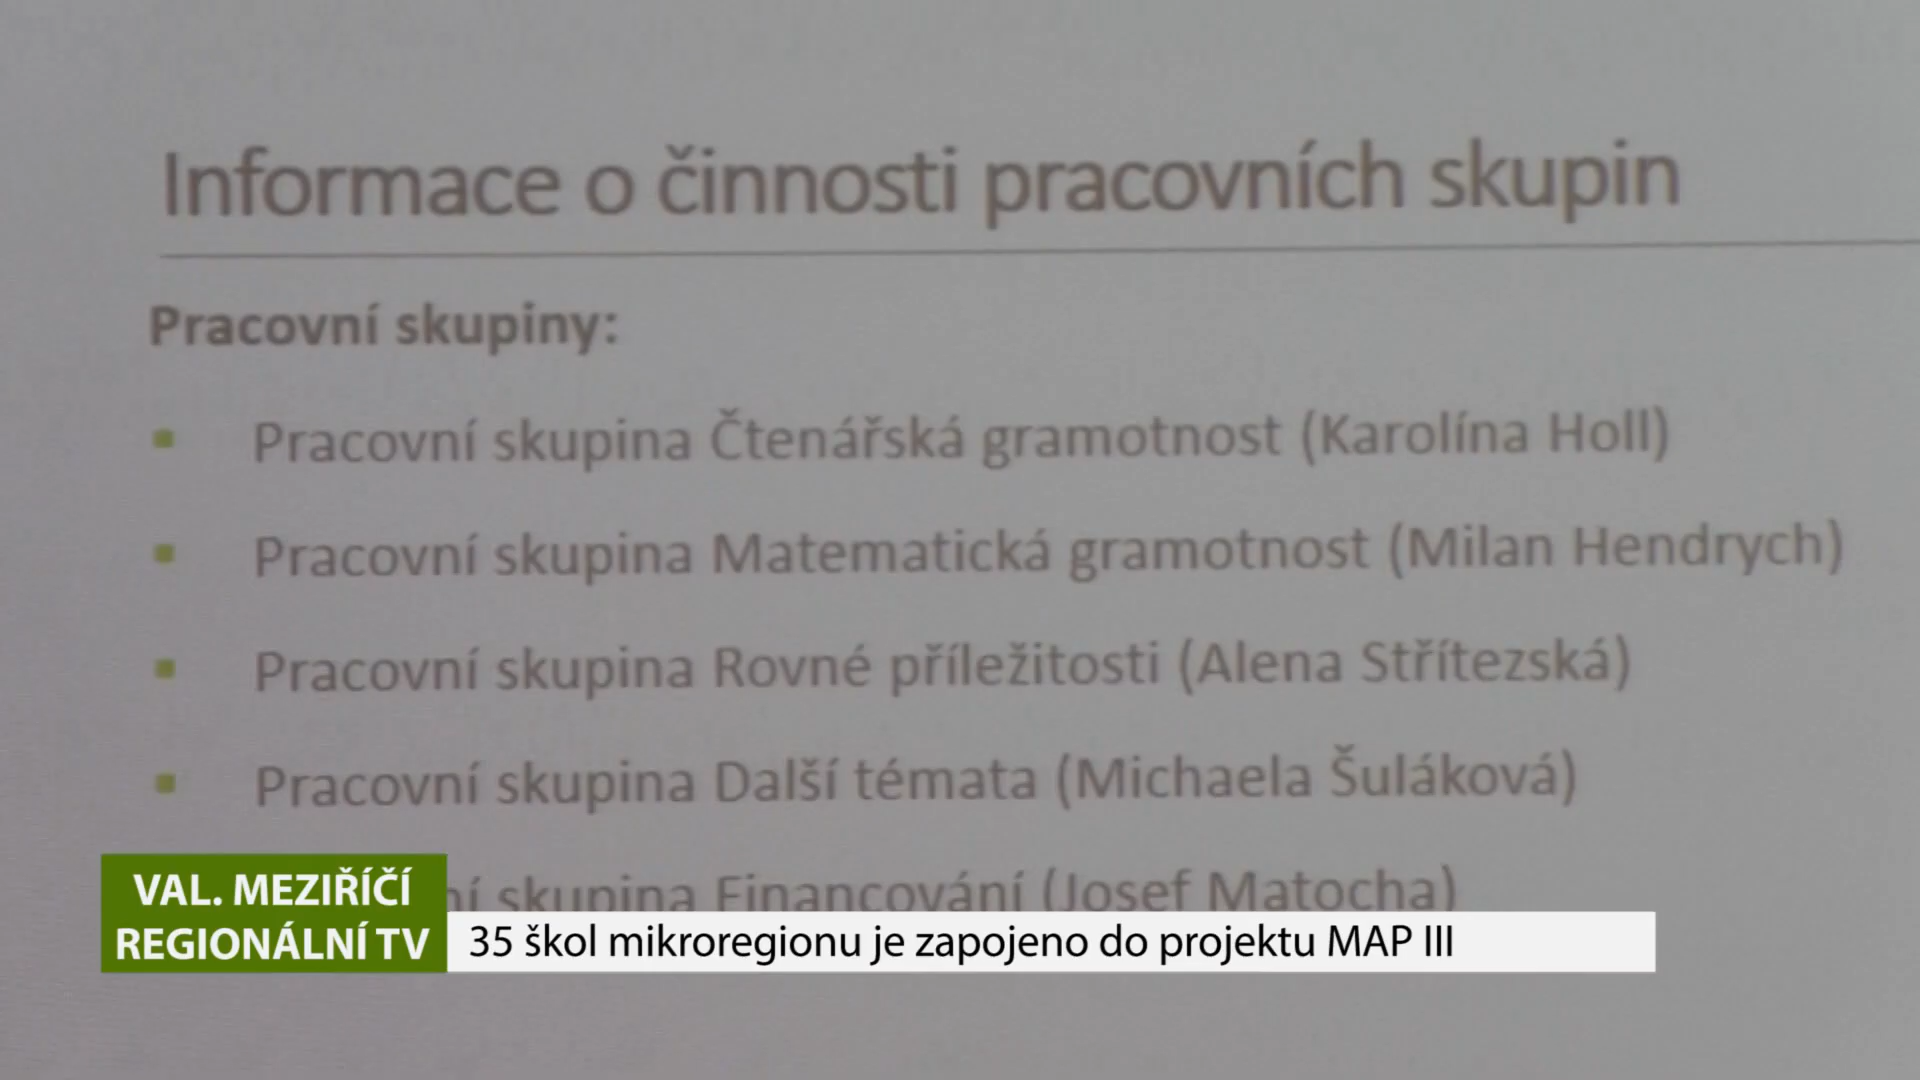 Informace o činnosti pracovních skupin
Pracovní skupiny:
Pracovní skupina Čtenářská gramotnost (Karolína Holl)
Pracovní skupina Matematická gramotnost (Milan Hendrych)
Pracovní skupina Rovné příležitosti (Alena Střítezská)
Pracovní skupina Další témata (Michaela Šuláková)
skupina Financování (Josef Matocha)
VAL. MEZIŘÍČÍ
REGIONÁLNÍ TV
35 škol mikroregionu je zapojeno do projektu MAP III